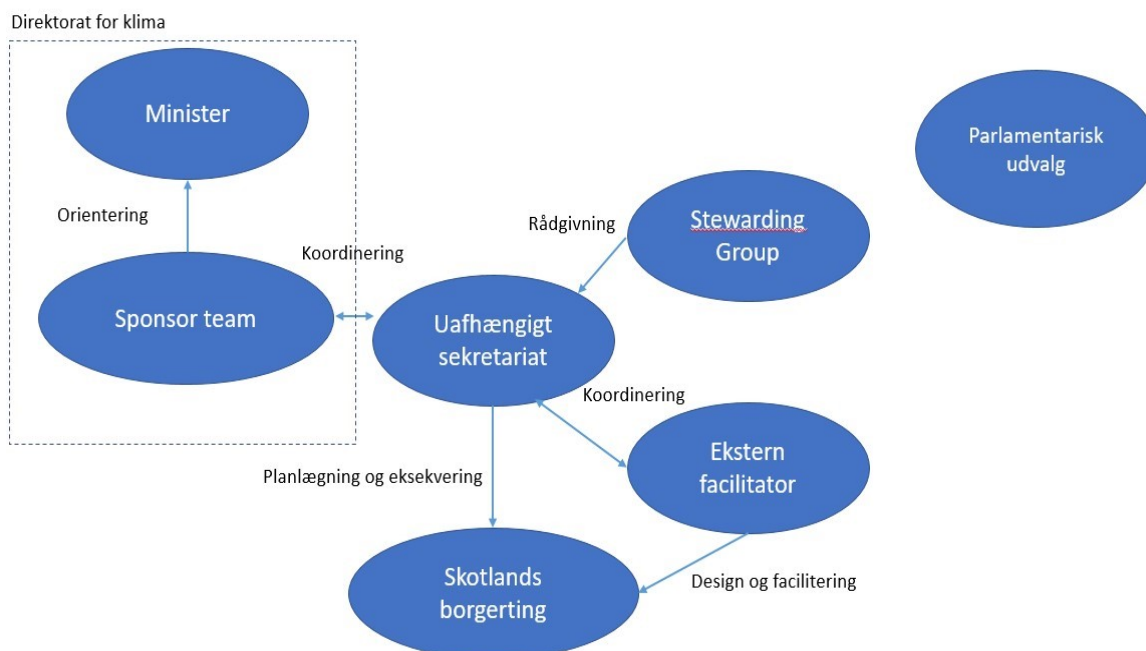 Direktorat for klima
Minister
Parlamentarisk
udvalg
Orientering
Stewarding
Group
Rådgivning
Koordinering
Sponsor team
Uafhængigt
sekretariat
Koordinering
Ekstern
facilitator
Planlægning og eksekvering
Skotlands
borgerting
Design og facilitering